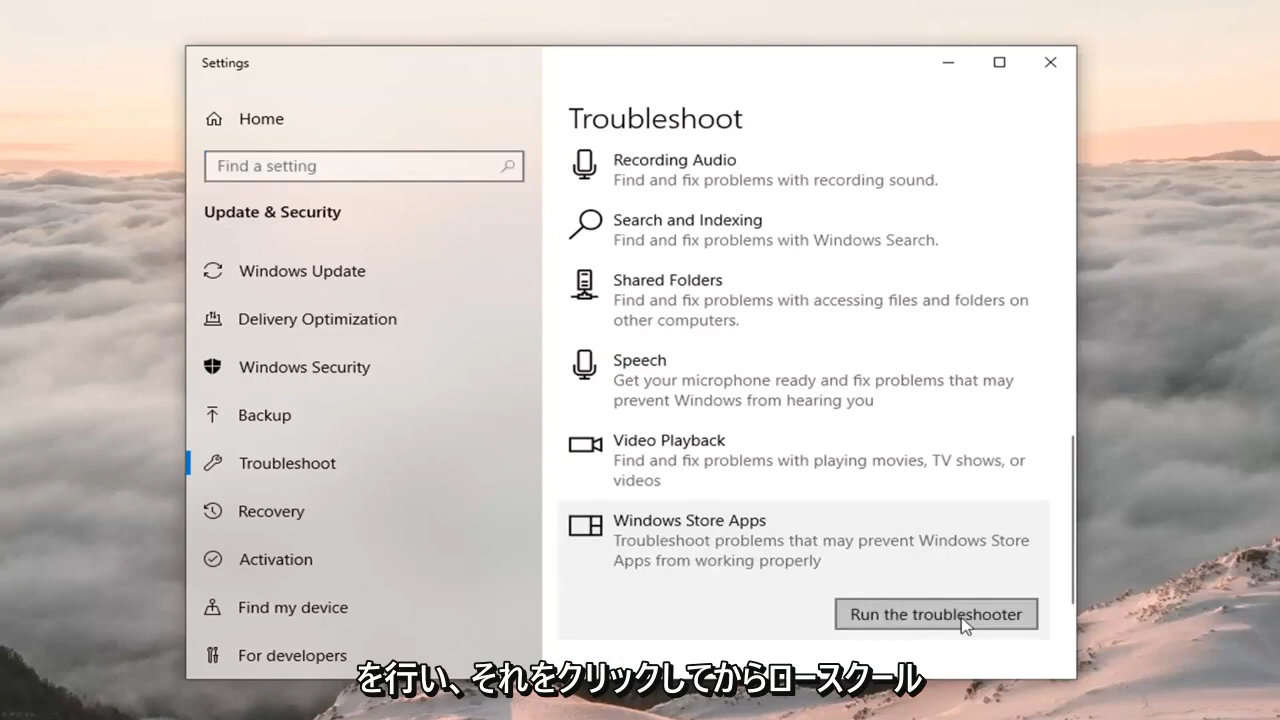 Settings
Home
Find a setting
Update & Security
Windows Update
Delivery Optimization
Windows Security
Backup
Troubleshoot
Recovery
Activation
Find my device
For developers
Troubleshoot
Recording Audio
Find and fix problems with recording sound.
Search and Indexing
Find and fix problems with Windows Search.
Shared Folders
Find and fix problems with accessing files and folders on
other computers.
Speech
Get your microphone ready and fix problems that may
prevent Windows from hearing you
Video Playback
Find and fix problems with playing movies, TV shows, or
videos
Windows Store Apps
Troubleshoot problems that may prevent Windows Store
Apps from working properly
Run the troubleshooter
を行い、それをクリックしてからロースクール